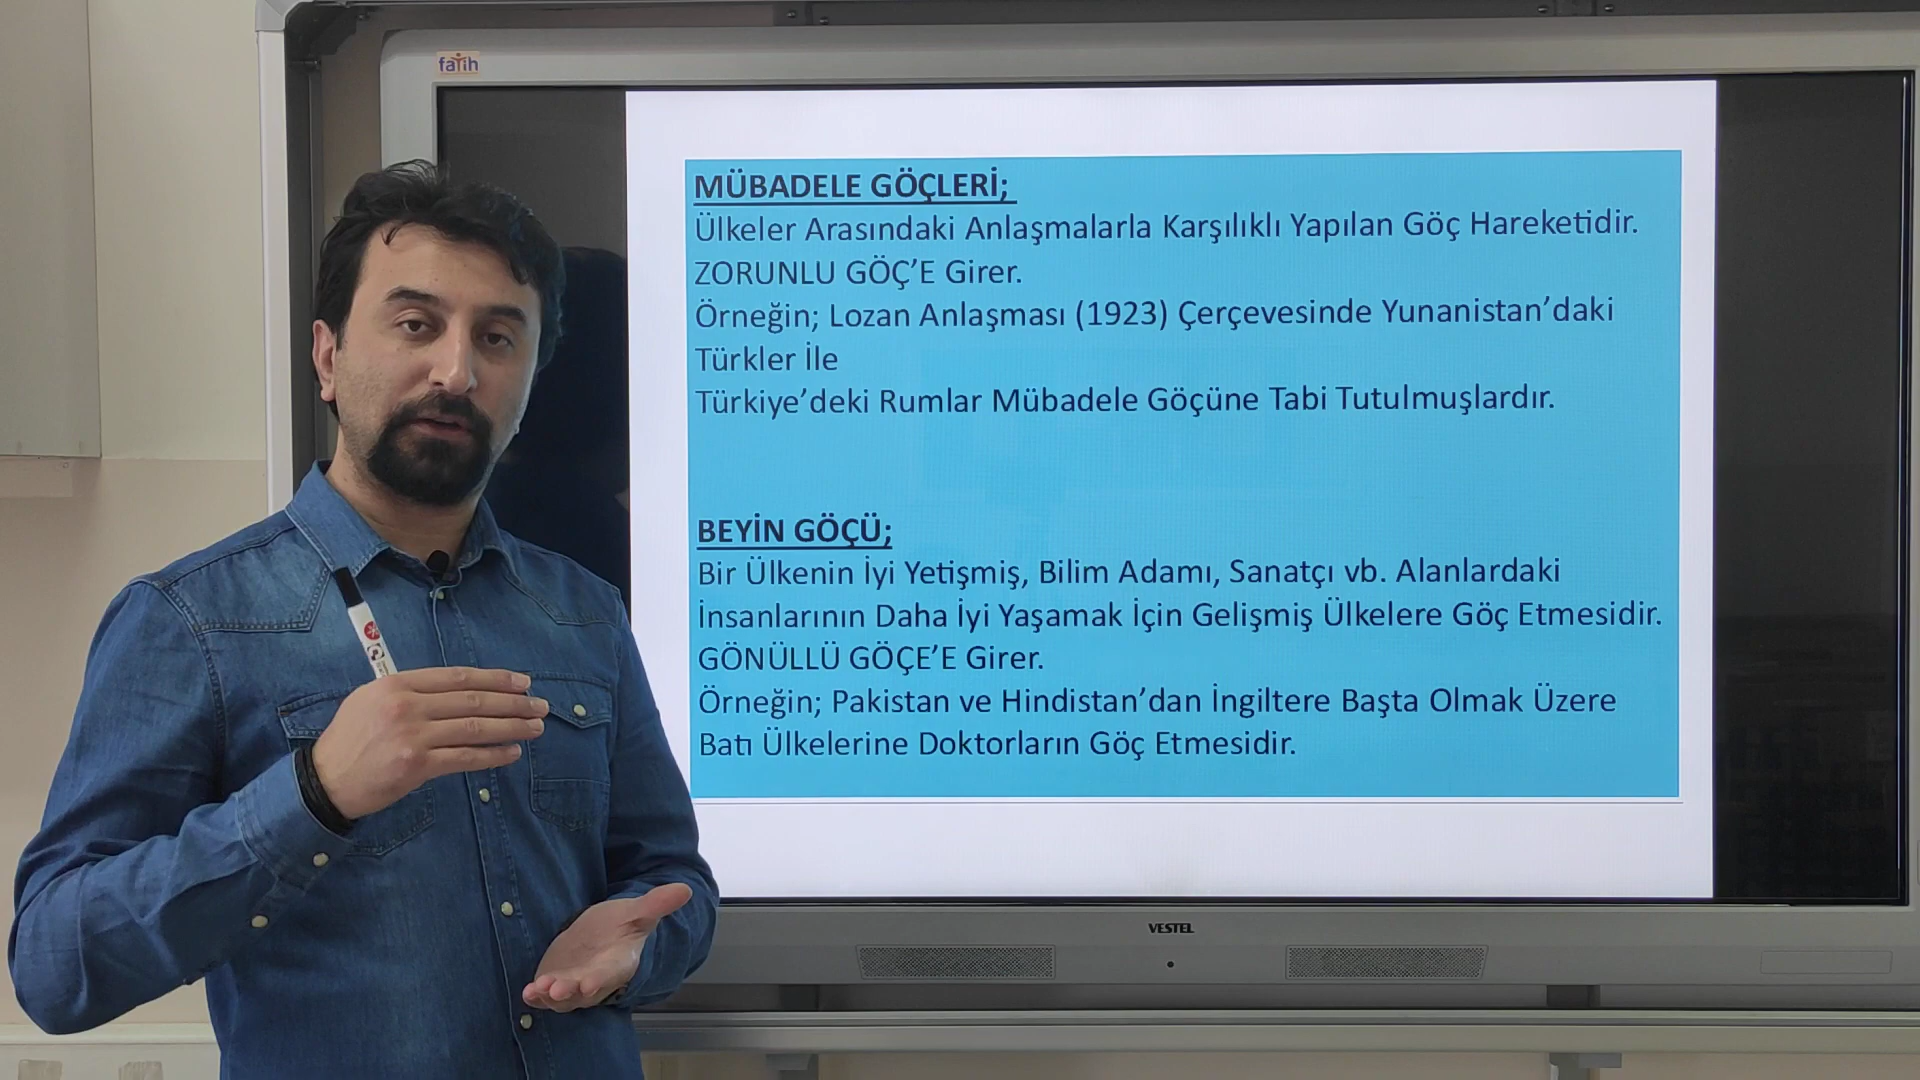 fatih
MÜBADELE GÖÇLERİ;
Ülkeler Arasındaki Anlaşmalarla Karşılıklı Yapılan Göç Hareketidir.
ZORUNLU GÖÇ’E Girer.
Örneğin; Lozan Anlaşması (1923) Çerçevesinde Yunanistan’daki
Türkler İle
Türkiye’deki Rumlar Mübadele Göçüne Tabi Tutulmuşlardır.
BEYİN GÖÇÜ;
Bir Ülkenin İyi Yetişmiş, Bilim Adamı, Sanatçı vb. Alanlardaki
İnsanlarının Daha İyi Yaşamak İçin Gelişmiş Ülkelere Göç Etmesidir.
GÖNÜLLÜ GÖÇE’E Girer.
Örneğin; Pakistan ve Hindistan’dan İngiltere Başta Olmak Üzere
Batı Ülkelerine Doktorların Göç Etmesidir.
VESTEL